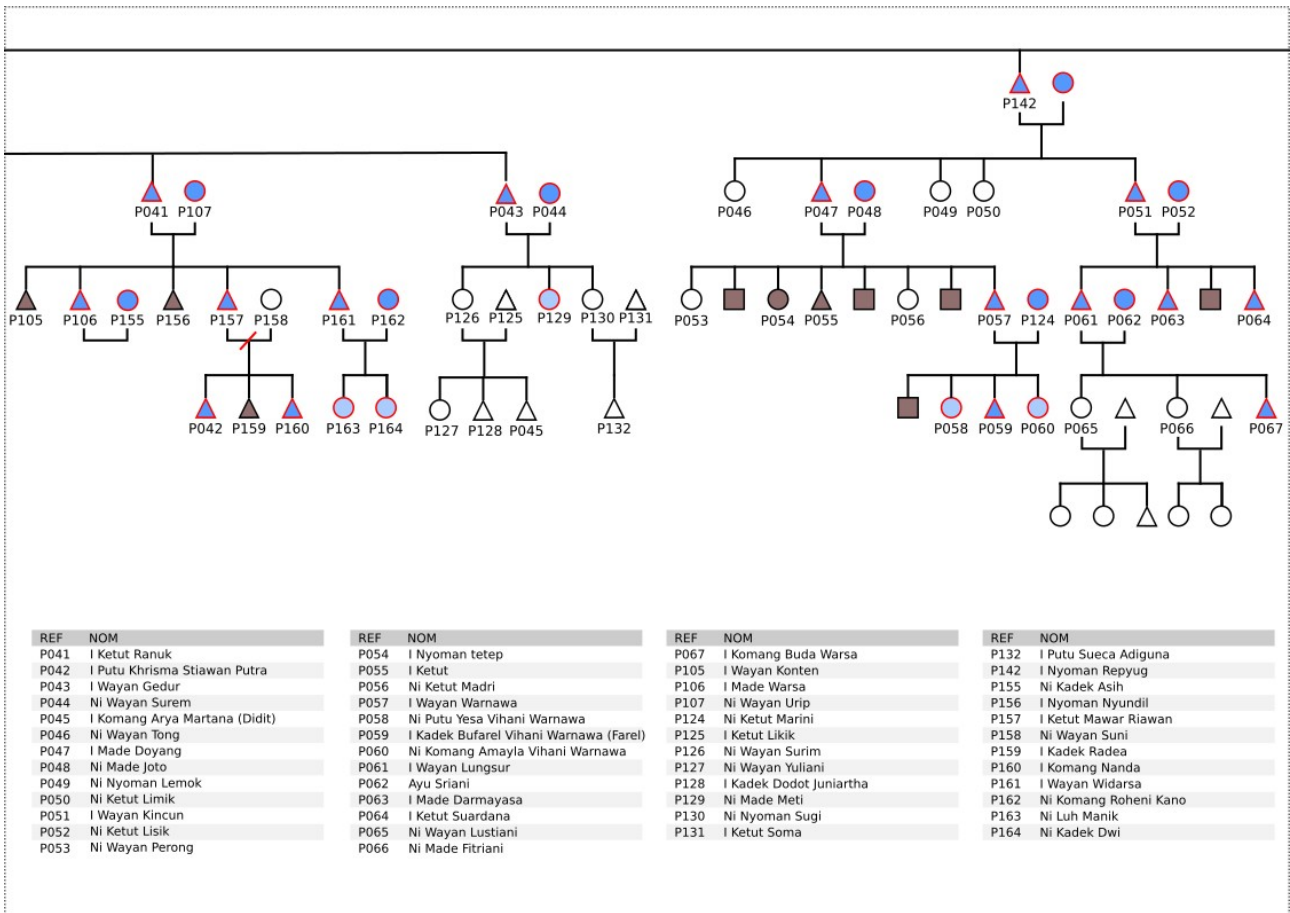 P142
P041 P107 P043 P044 P046 P047 P048 P049 P050 P051 P052
P105 P106 P155 P156 P157 P158 P161 P162 P126 P125 P129 P130 P131 P053 P054 P055 P056 P057 P124 P061 P062 P063 P064
P042 P159 P160 P163 P164 P127 P128 P045 P132 P058 P059 P060 P065 P066 P067
REF NOM
P041 I Ketut Ranuk
P042 I Putu Khrisma Stiawan Putra
P043 I Wayan Gedur
P044 Ni Wayan Surem
P045 I Komang Arya Martana (Didit)
P046 Ni Wayan Tong
P047 I Made Doyang
P048 Ni Made Joto
P049 Ni Nyoman Lemok
P050 Ni Ketut Limik
P051 I Wayan Kincun
P052 Ni Ketut Lisik
P053 Ni Wayan Perong
REF NOM
P054 I Nyoman tetep
P055 I Ketut
P056 Ni Ketut Madri
P057 I Wayan Warnawa
P058 Ni Putu Yesa Vihani Warnawa
P059 I Kadek Bufarel Vihani Warnawa (Farel)
P060 Ni Komang Amayla Vihani Warnawa
P061 I Wayan Lungsur
P062 Ayu Sriani
P063 I Made Darmayasa
P064 I Ketut Suardana
P065 Ni Wayan Lustiani
P066 Ni Made Fitriani
REF NOM
P067 I Komang Buda Warsa
P105 I Wayan Konten
P106 I Made Warsa
P107 Ni Wayan Urip
P124 Ni Ketut Marini
P125 I Ketut Likik
P126 Ni Wayan Surim
P127 Ni Wayan Yuliani
P128 I Kadek Dodot Juniartha
P129 Ni Made Meti
P130 Ni Nyoman Sugi
P131 I Ketut Soma
REF NOM
P132 I Putu Sueca Adiguna
P142 I Nyoman Repyug
P155 Ni Kadek Asih
P156 I Nyoman Nyundil
P157 I Ketut Mawar Riawan
P158 Ni Wayan Suni
P159 I Kadek Radea
P160 I Komang Nanda
P161 I Wayan Widarsa
P162 Ni Komang Roheni Kano
P163 Ni Luh Manik
P164 Ni Kadek Dwi